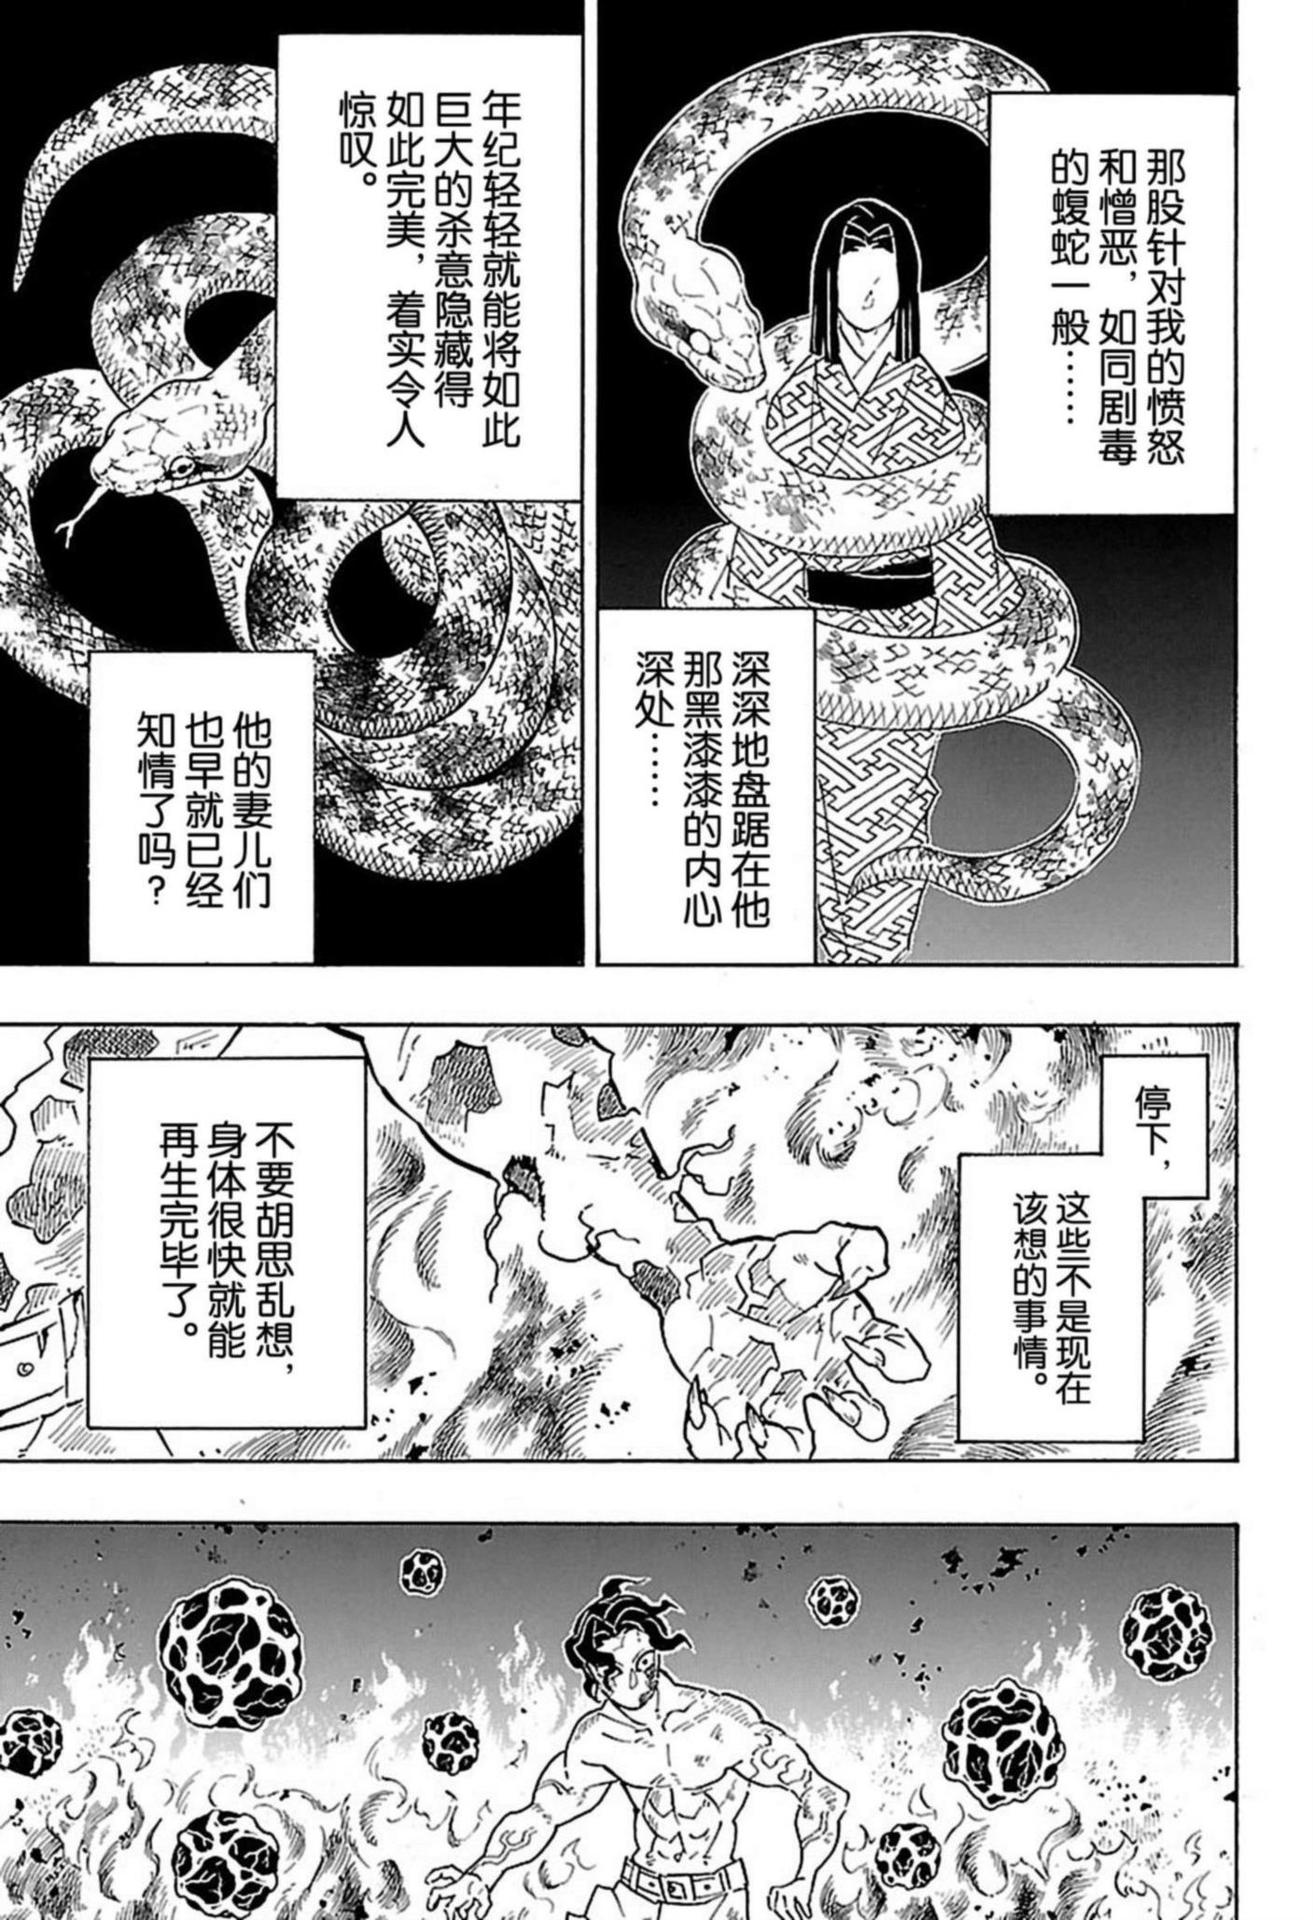 那股针对我的愤怒
和憎恶，如同剧毒
的蝮蛇一般……
深深地盘踞在他
那黑漆漆的内心
深处……
年纪轻轻就能将如此
巨大的杀意隐藏得
如此完美，着实令人
惊叹。
他的妻儿们
也早就已经
知情了吗？
停下，
这些不是现在
该想的事情。
不要胡思乱想，
身体很快就能
再生完毕了。